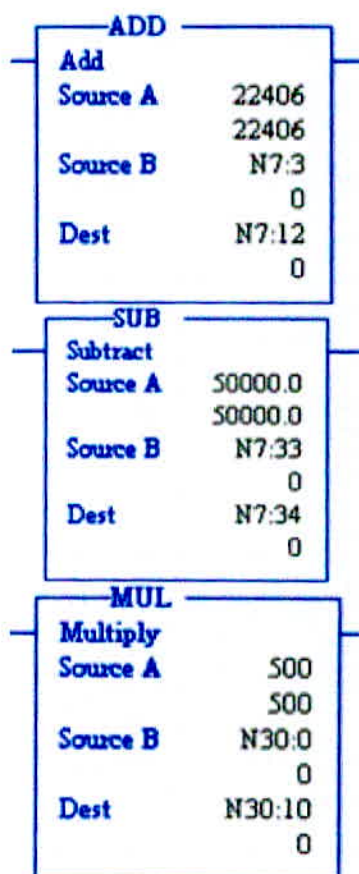 ADD
Add
Source A 22406
22406
Source B N7:3
0
Dest N7:12
0
SUB
Subtract
Source A 50000.0
50000.0
Source B N7:33
0
Dest N7:34
0
MUL
Multiply
Source A 500
500
Source B N30:0
0
Dest N30:10
0